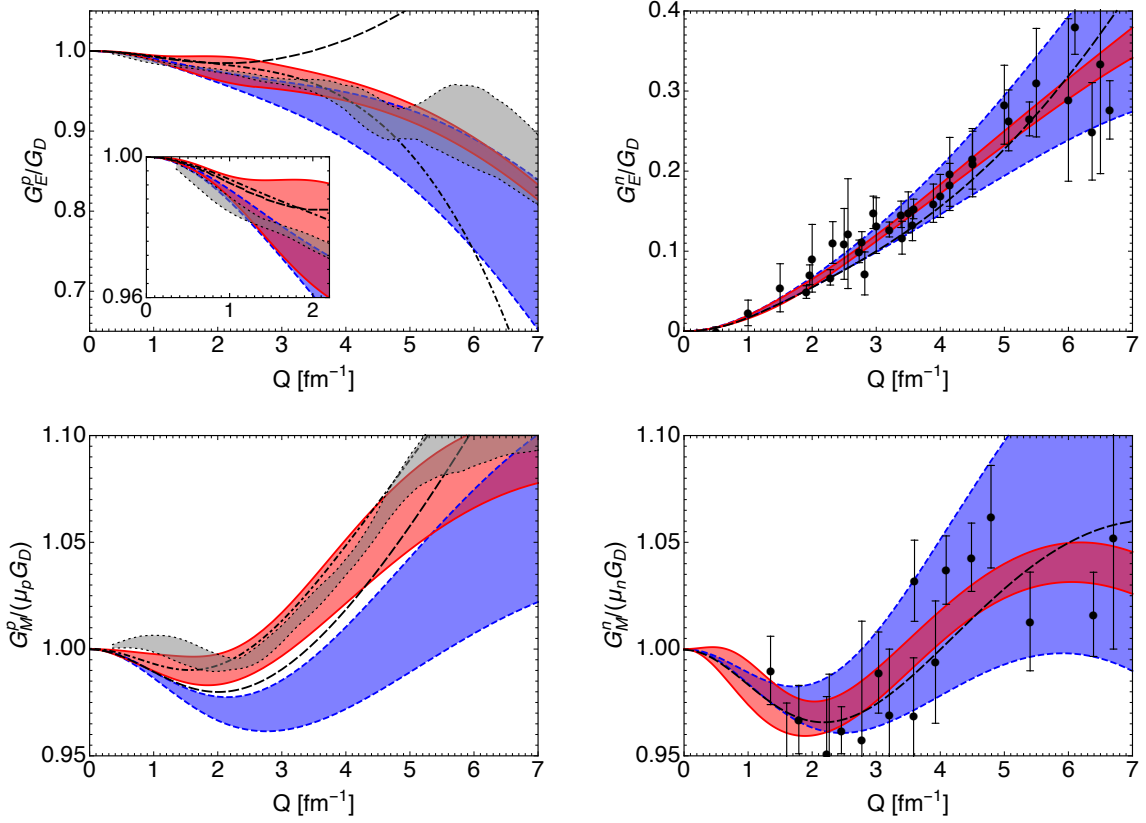 1.0
0.9
0.8
0.7
G_E^p/G_D
1.00
0.96
0 1 2
0 1 2 3 4 5 6 7
Q [fm⁻¹]
0.4
0.3
0.2
0.1
0
G_E^n/G_D
0 1 2 3 4 5 6 7
Q [fm⁻¹]
1.10
1.05
1.00
0.95
G_M^p/(μ_p G_D)
0 1 2 3 4 5 6 7
Q [fm⁻¹]
1.10
1.05
1.00
0.95
G_M^n/(μ_n G_D)
0 1 2 3 4 5 6 7
Q [fm⁻¹]